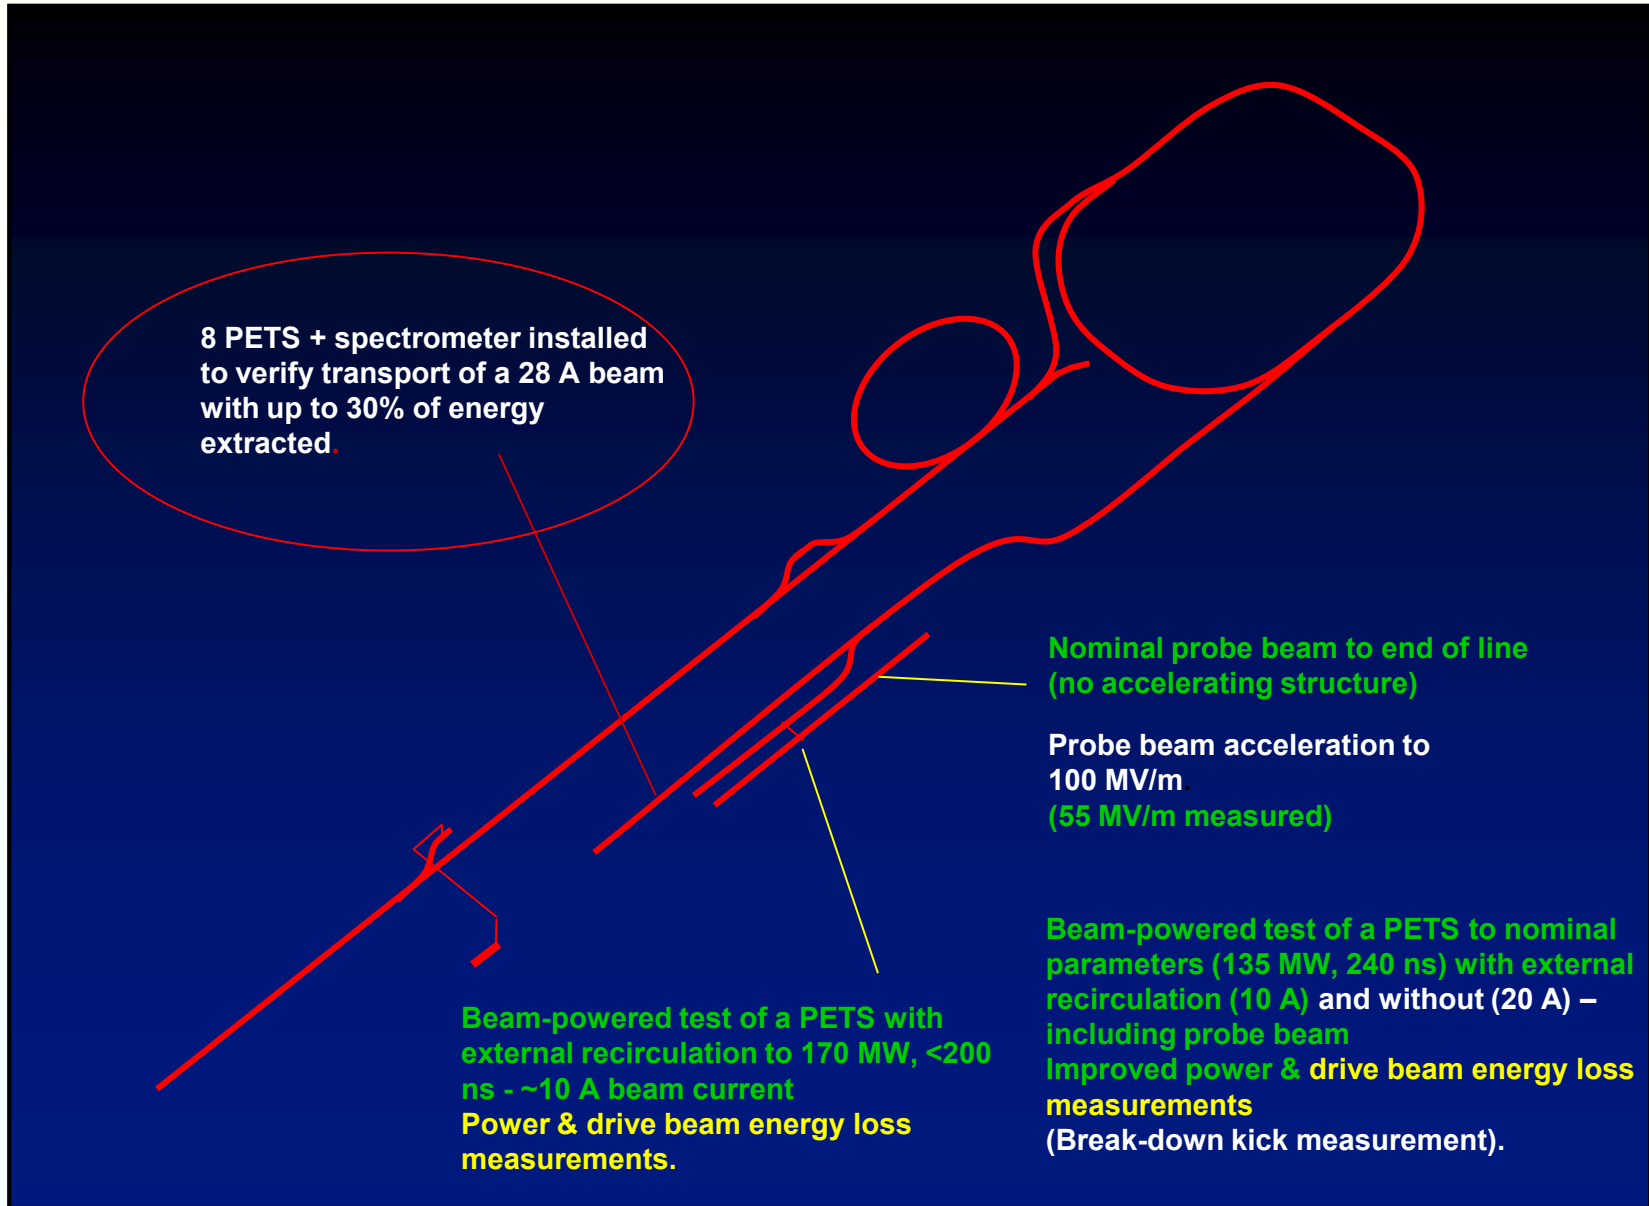 8 PETS + spectrometer installed
to verify transport of a 28 A beam
with up to 30% of energy
extracted.
Nominal probe beam to end of line
(no accelerating structure)
Probe beam acceleration to
100 MV/m.
(55 MV/m measured)
Beam-powered test of a PETS to nominal
parameters (135 MW, 240 ns) with external
recirculation (10 A) and without (20 A) –
including probe beam
Improved power & drive beam energy loss
measurements
(Break-down kick measurement).
Beam-powered test of a PETS with
external recirculation to 170 MW, <200
ns - ~10 A beam current
Power & drive beam energy loss
measurements.